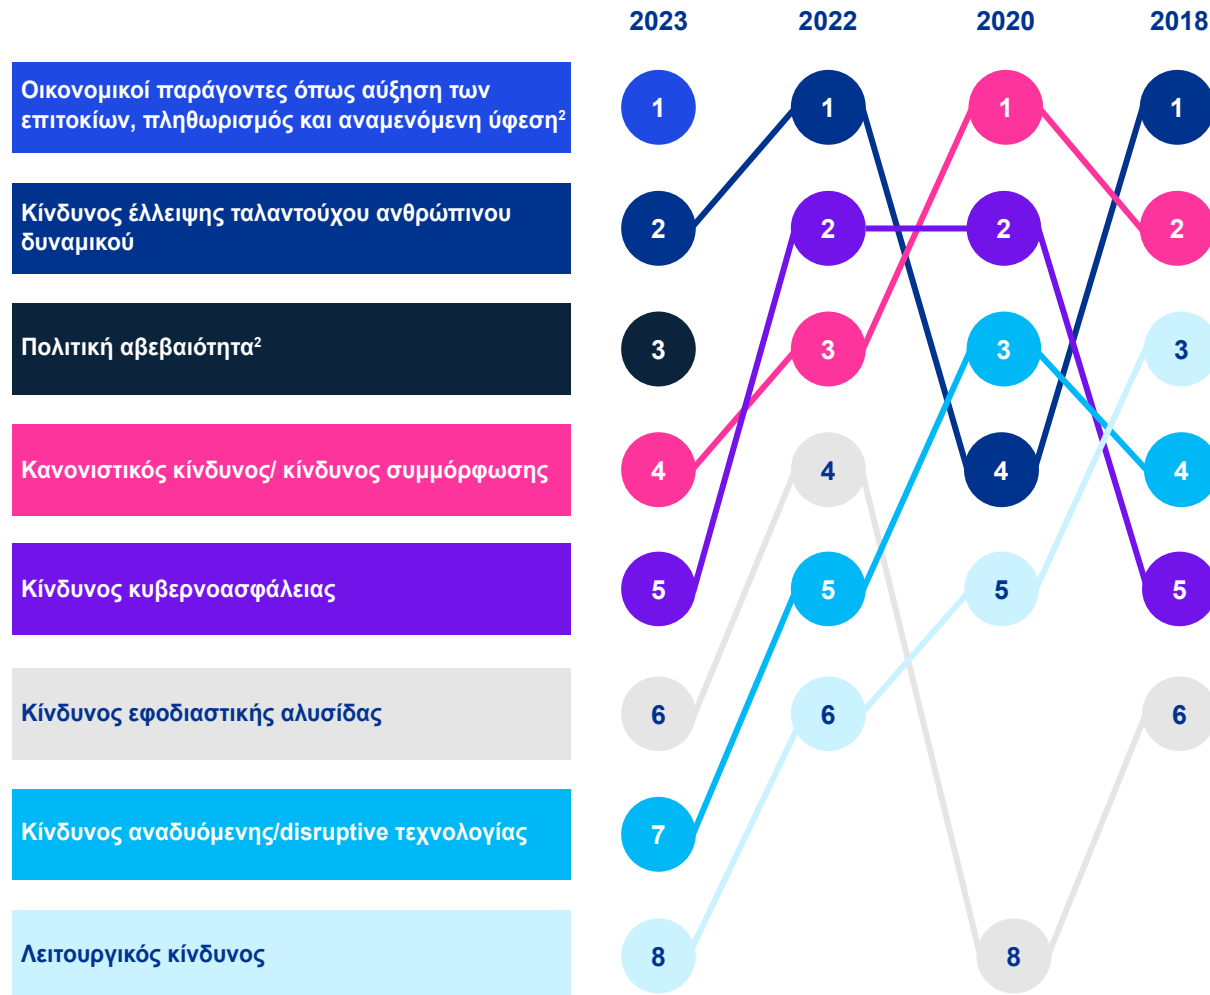 2023 2022 2020 2018
Οικονομικοί παράγοντες όπως αύξηση των
επιτοκίων, πληθωρισμός και αναμενόμενη ύφεση²
1 1 1 1
Κίνδυνος έλλειψης ταλαντούχου ανθρώπινου
δυναμικού
2 2 2 2
Πολιτική αβεβαιότητα²
3 3 3 3
Κανονιστικός κίνδυνος/ κίνδυνος συμμόρφωσης
4 4 4 4
Κίνδυνος κυβερνοασφάλειας
5 5 5 5
Κίνδυνος εφοδιαστικής αλυσίδας
6 6 6
Κίνδυνος αναδυόμενης/disruptive τεχνολογίας
7
Λειτουργικός κίνδυνος
8 8